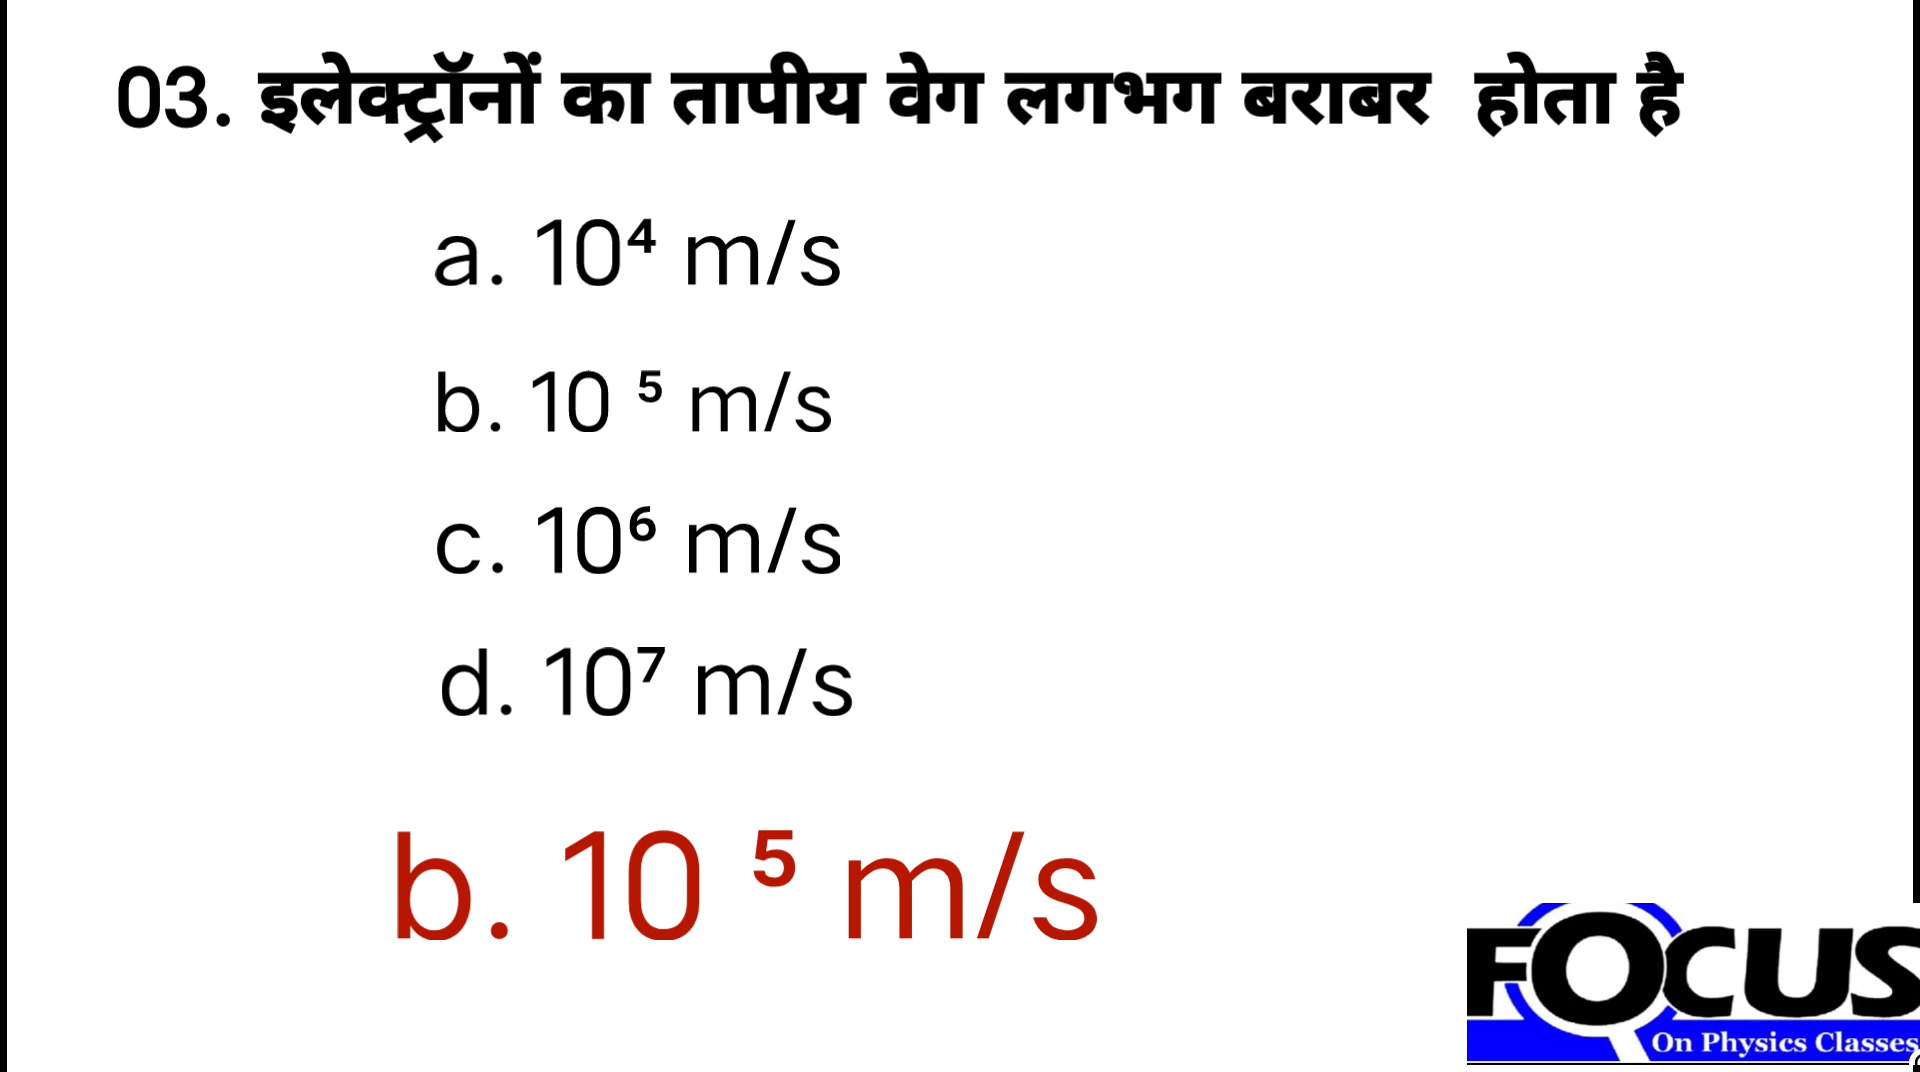 03. इलेक्ट्रॉनों का तापीय वेग लगभग बराबर होता है
a. 10⁴ m/s
b. 10 ⁵ m/s
c. 10⁶ m/s
d. 10⁷ m/s
b. 10 ⁵ m/s
FOCUS
On Physics Classes